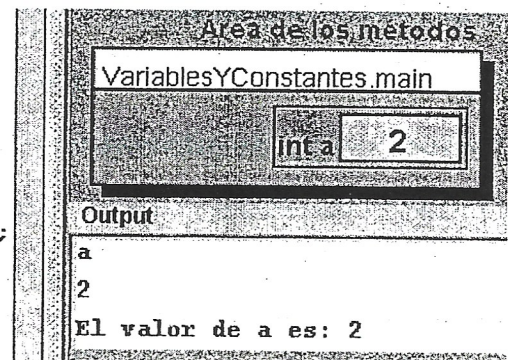 Área de los métodos
VariablesYConstantes.main
int a 2
Output
;
a
2
El valor de a es: 2